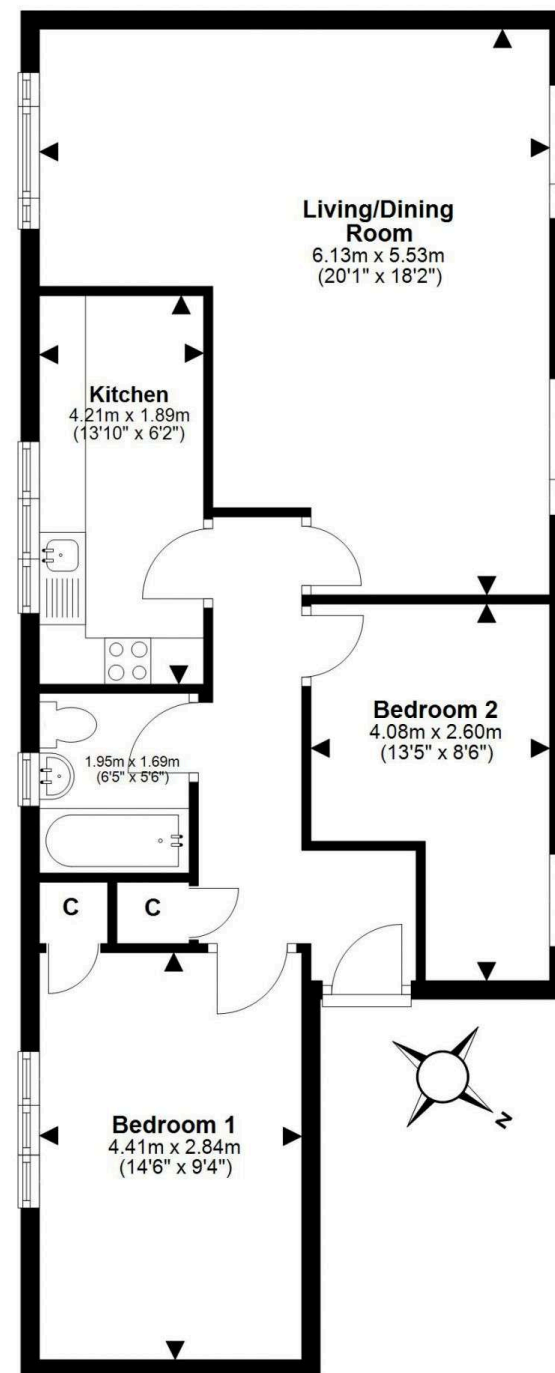 Living/Dining
Room
6.13m x 5.53m
(20'1" x 18'2")
Kitchen
4.21m x 1.89m
(13'10" x 6'2")
Bedroom 2
4.08m x 2.60m
(13'5" x 8'6")
1.95m x 1.69m
(6'5" x 5'6")
C
C
Bedroom 1
4.41m x 2.84m
(14'6" x 9'4")
N